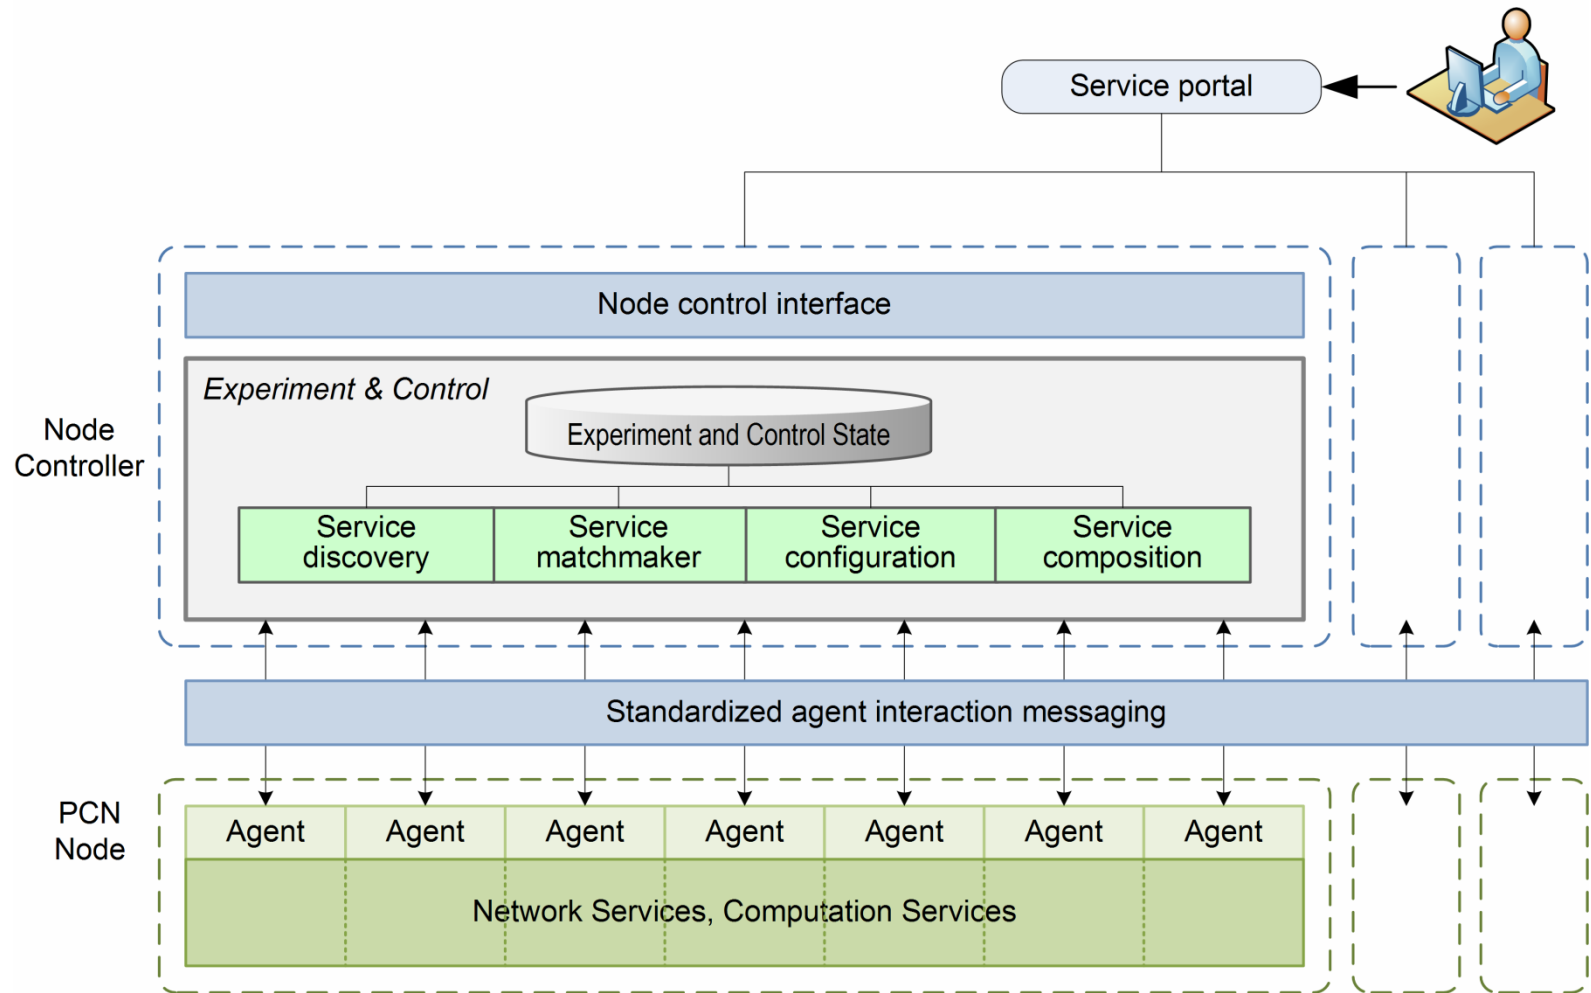 Service portal
Node control interface
Experiment & Control
Experiment and Control State
Node
Controller
Service
discovery
Service
matchmaker
Service
configuration
Service
composition
Standardized agent interaction messaging
PCN
Node
Agent
Agent
Agent
Agent
Agent
Agent
Agent
Network Services, Computation Services